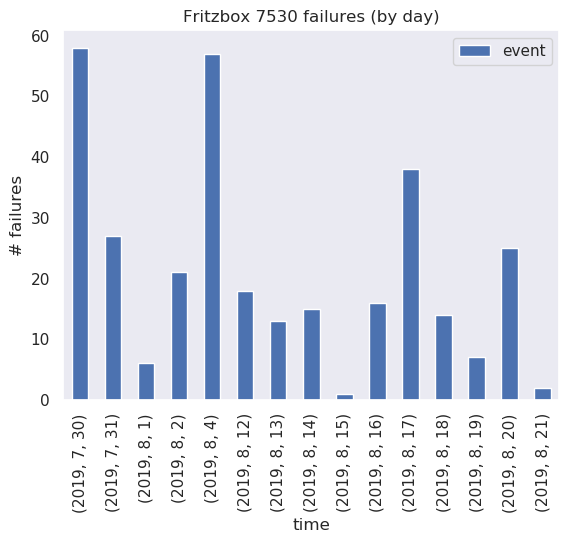 Fritzbox 7530 failures (by day)
event
# failures
60
50
40
30
20
10
0
(2019, 7, 30)
(2019, 7, 31)
(2019, 8, 1)
(2019, 8, 2)
(2019, 8, 4)
(2019, 8, 12)
(2019, 8, 13)
(2019, 8, 14)
(2019, 8, 15)
(2019, 8, 16)
(2019, 8, 17)
(2019, 8, 18)
(2019, 8, 19)
(2019, 8, 20)
(2019, 8, 21)
time